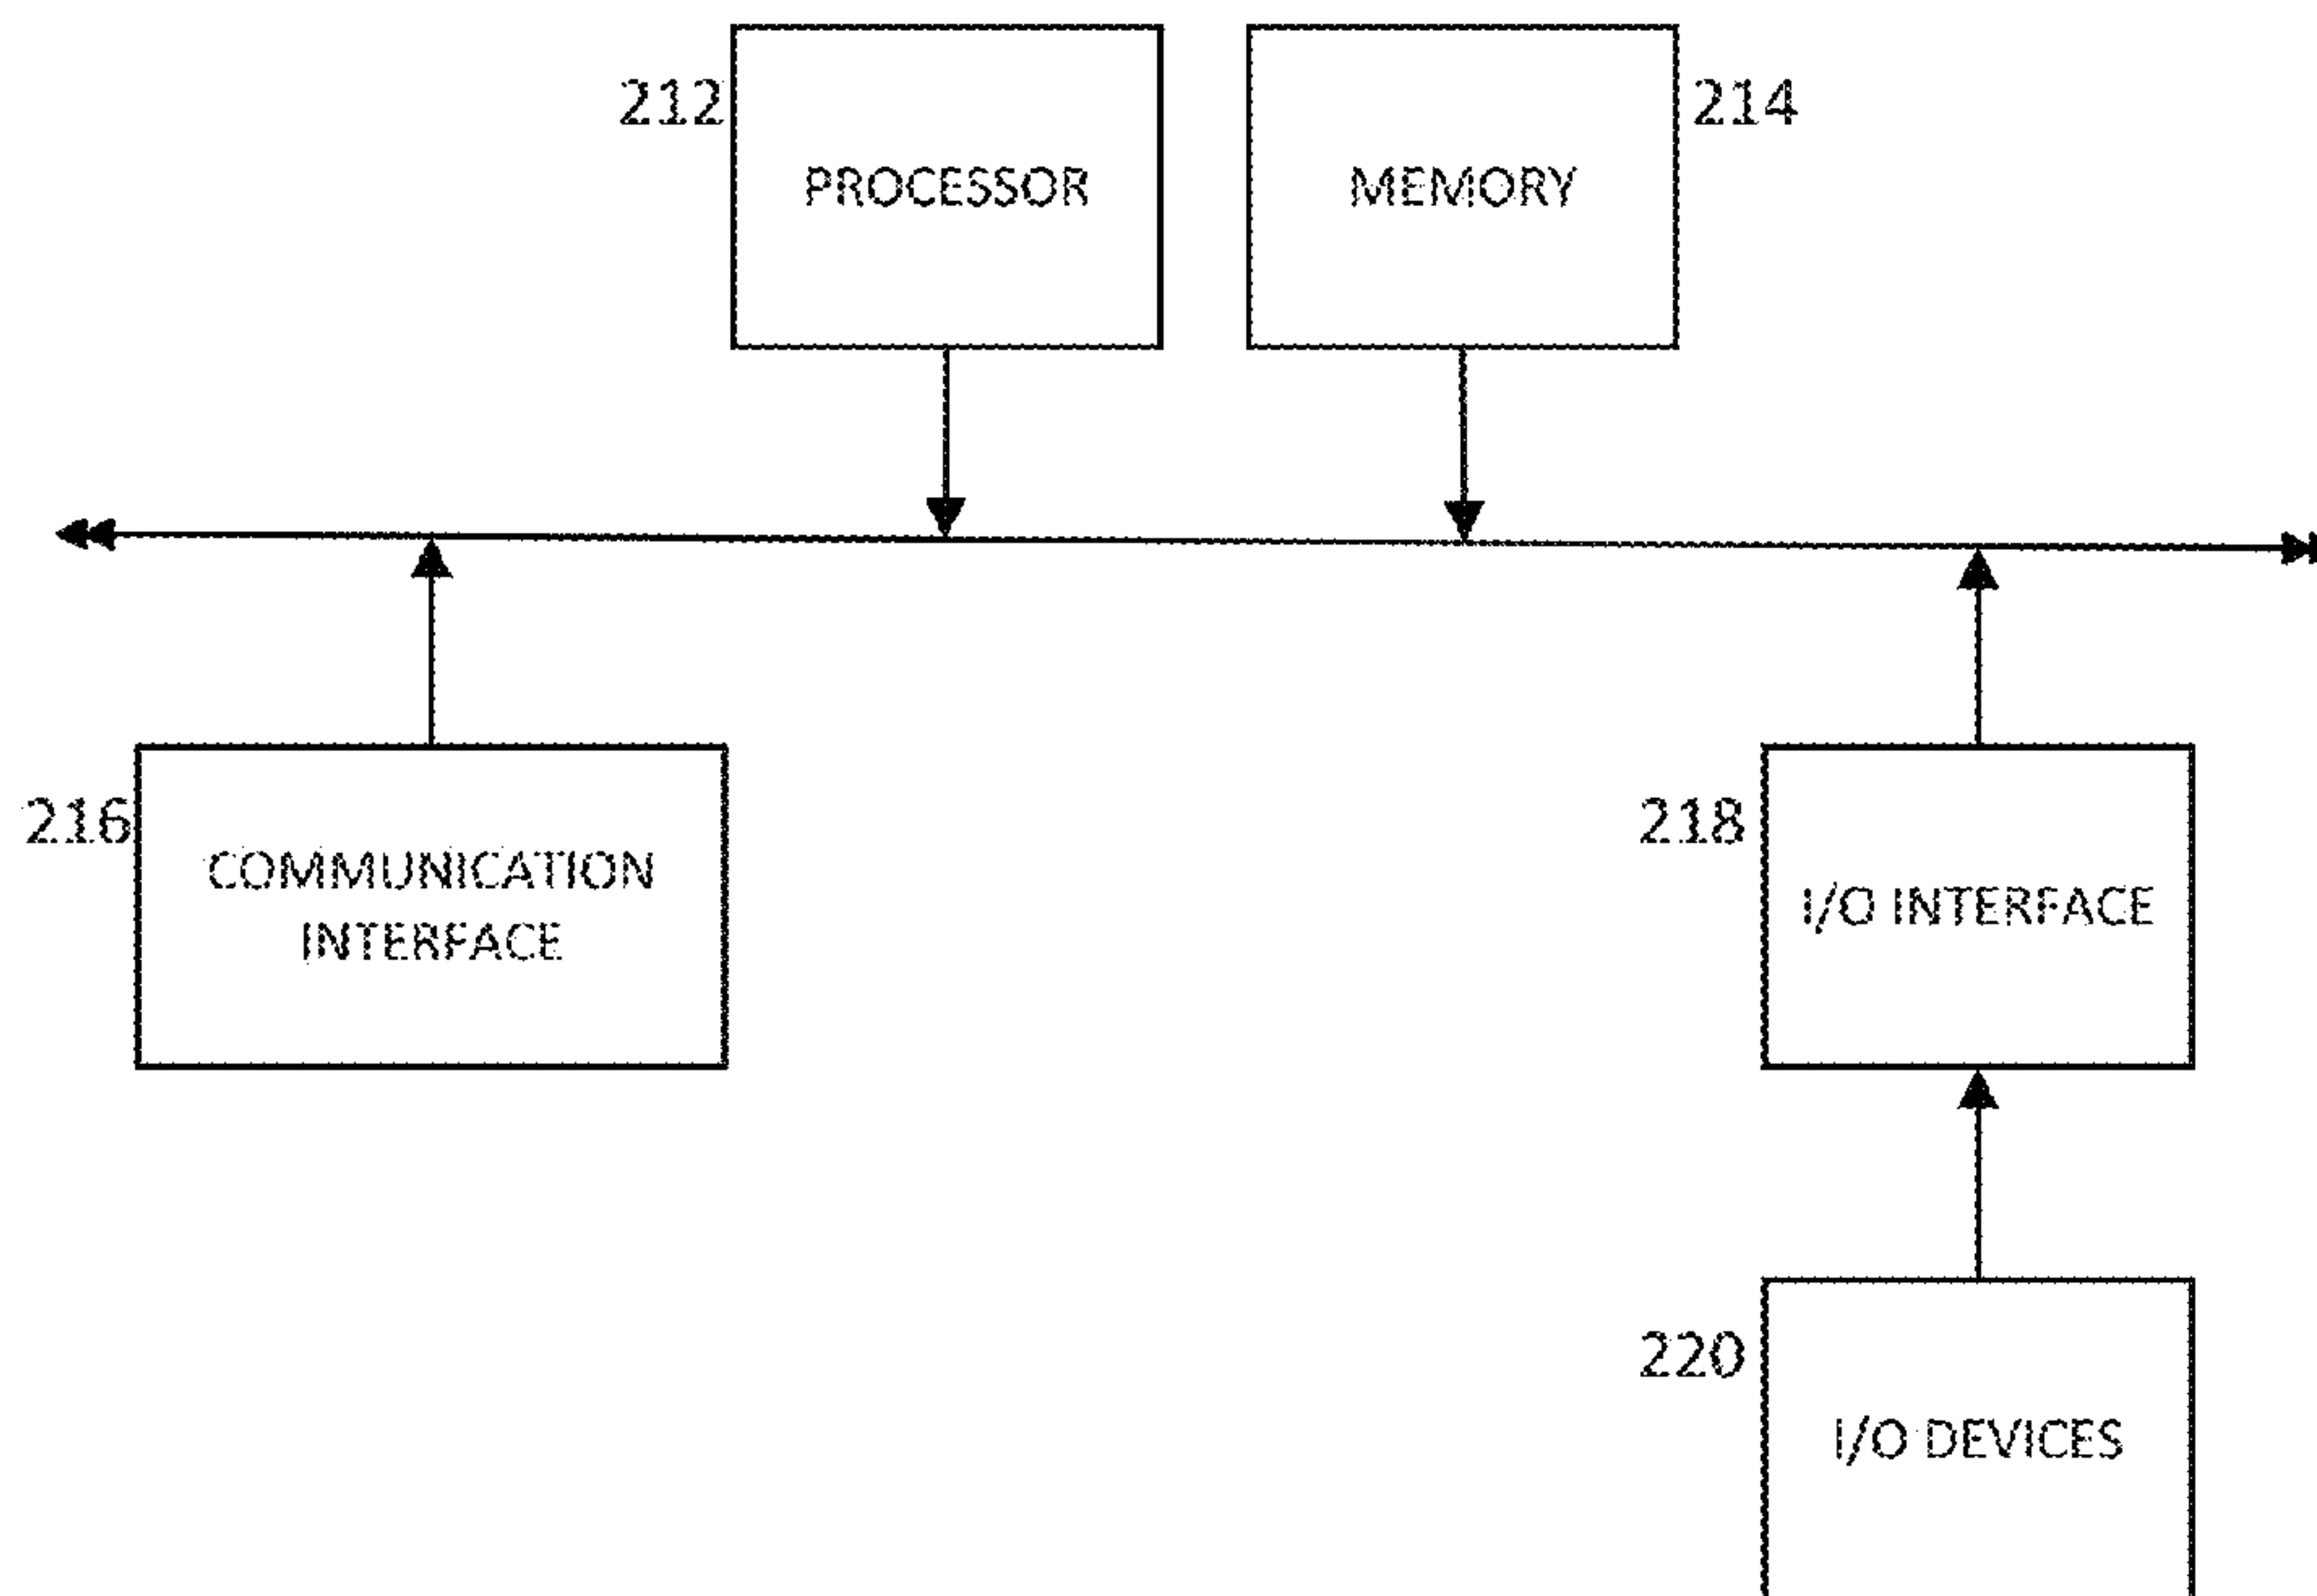 212
PROCESSOR
MEMORY
214
216
COMMUNICATION
INTERFACE
218
I/O INTERFACE
220
I/O DEVICES